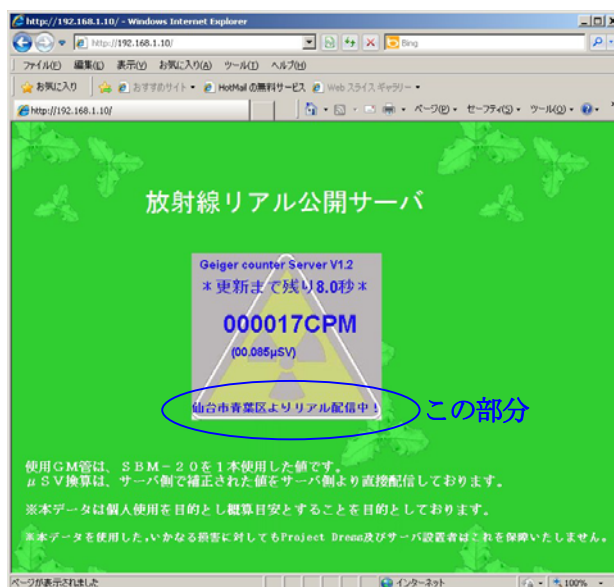 http://192.168.1.10/ - Windows Internet Explorer
http://192.168.1.10/
Bing
ファイル(F) 編集(E) 表示(V) お気に入り(A) ツール(T) ヘルプ(H)
お気に入り おすすめサイト HotMail の無料サービス Web スライス ギャラリー
http://192.168.1.10/
ページ(P) セーフティ(S) ツール(O)
放射線リアル公開サーバ
Geiger counter Server V1.2
＊更新まで残り8.0秒＊
000017CPM
(00.085μSV)
仙台市青葉区よりリアル配信中！
この部分
使用GM管は、SBM－20を1本使用した値です。
μSV換算は、サーバ側で補正された値をサーバ側より直接配信しております。
※本データは個人使用を目的とし概算目安とすることを目的としております。
※本データを使用した,いかなる損害に対してもProject Dream及びサーバ設置者はこれを保障いたしません。
ページが表示されました
インターネット
100%